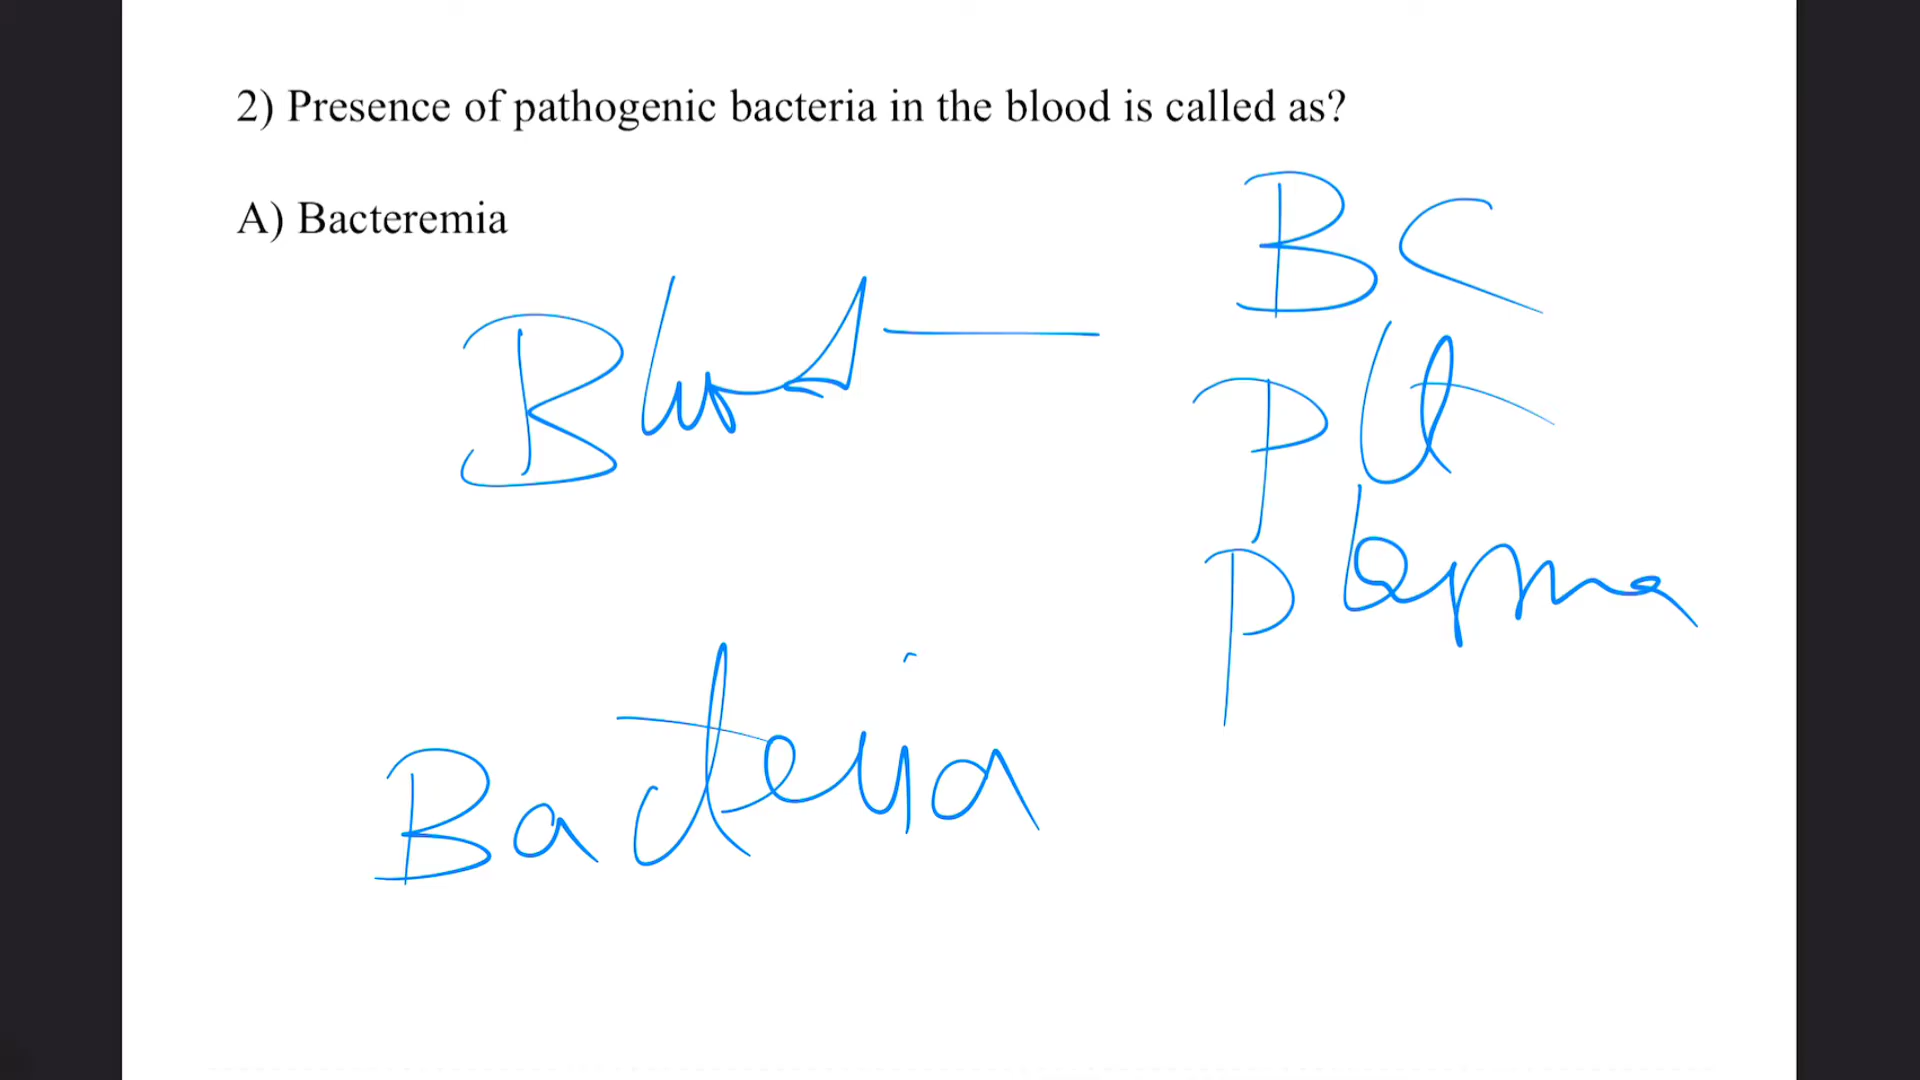 2) Presence of pathogenic bacteria in the blood is called as?
A) Bacteremia
BC
Blood
Plt
Plasma
Bacteria